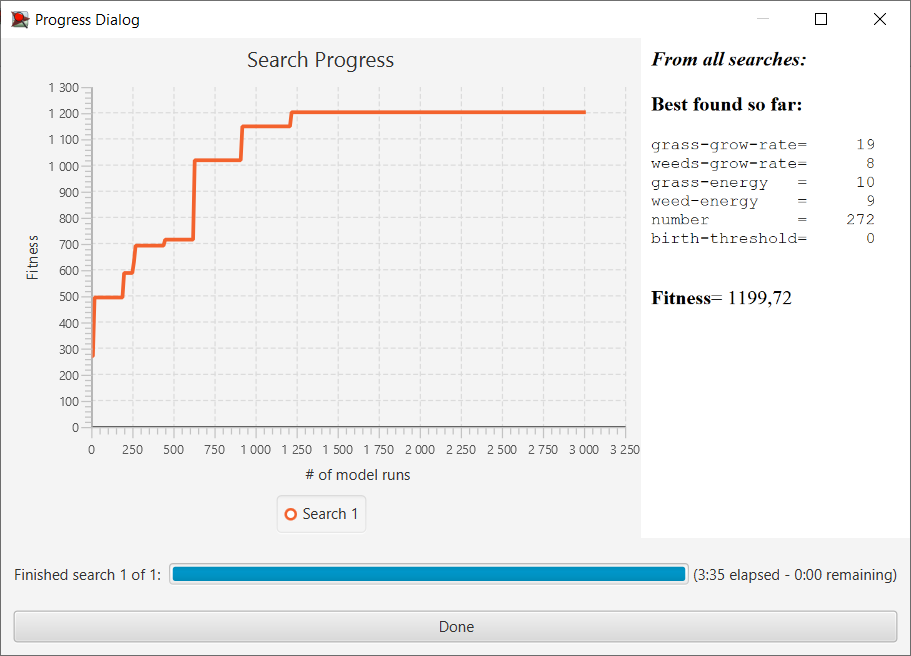 Progress Dialog
Search Progress
1 300
1 200
1 100
1 000
900
800
700
600
500
400
300
200
100
0
Fitness
0 250 500 750 1 000 1 250 1 500 1 750 2 000 2 250 2 500 2 750 3 000 3 250
# of model runs
Search 1
From all searches:
Best found so far:
grass-grow-rate= 19
weeds-grow-rate= 8
grass-energy = 10
weed-energy = 9
number = 272
birth-threshold= 0
Fitness= 1199,72
Finished search 1 of 1: (3:35 elapsed - 0:00 remaining)
Done